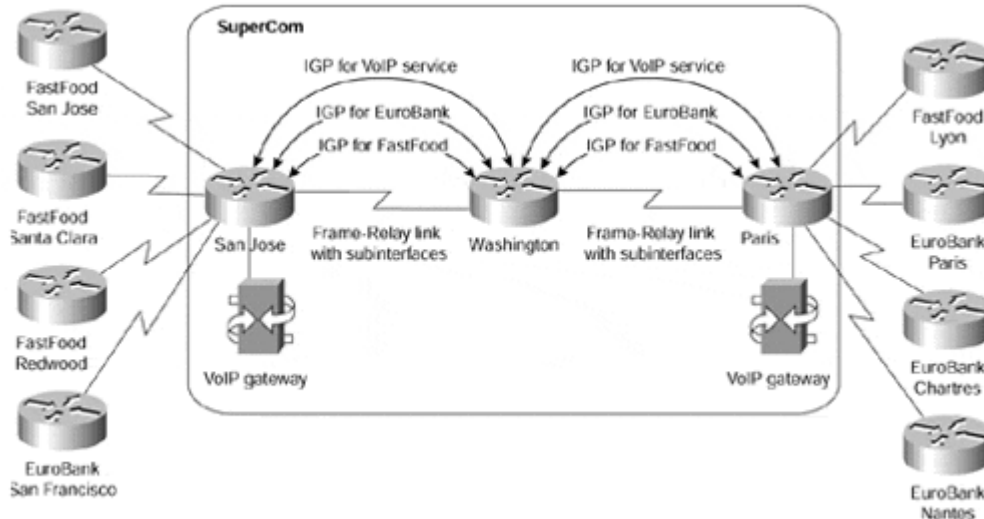 SuperCom
IGP for VoIP service
IGP for VoIP service
IGP for EuroBank
IGP for EuroBank
IGP for FastFood
IGP for FastFood
FastFood
San Jose
FastFood
Santa Clara
FastFood
Redwood
EuroBank
San Francisco
San Jose
Frame-Relay link
with subinterfaces
Washington
Frame-Relay link
with subinterfaces
Paris
VoIP gateway
VoIP gateway
FastFood
Lyon
EuroBank
Paris
EuroBank
Chartres
EuroBank
Nantes